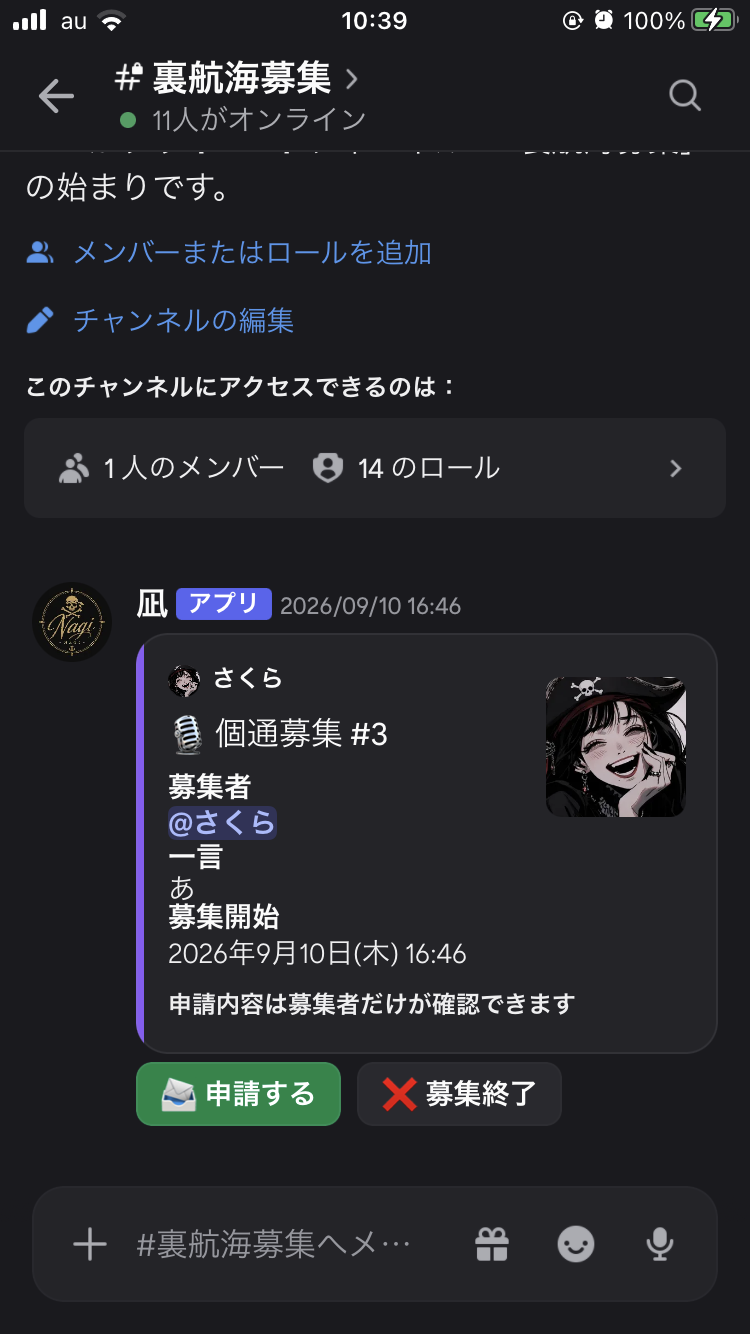 au 10:39 100%
裏航海募集
11人がオンライン
の始まりです。
メンバーまたはロールを追加
チャンネルの編集
このチャンネルにアクセスできるのは：
1 人のメンバー 14 のロール
凪 アプリ 2026/09/10 16:46
Nagi
さくら
個通募集 #3
募集者
@さくら
一言
あ
募集開始
2026年9月10日(木) 16:46
申請内容は募集者だけが確認できます
申請する 募集終了
#裏航海募集へメ…